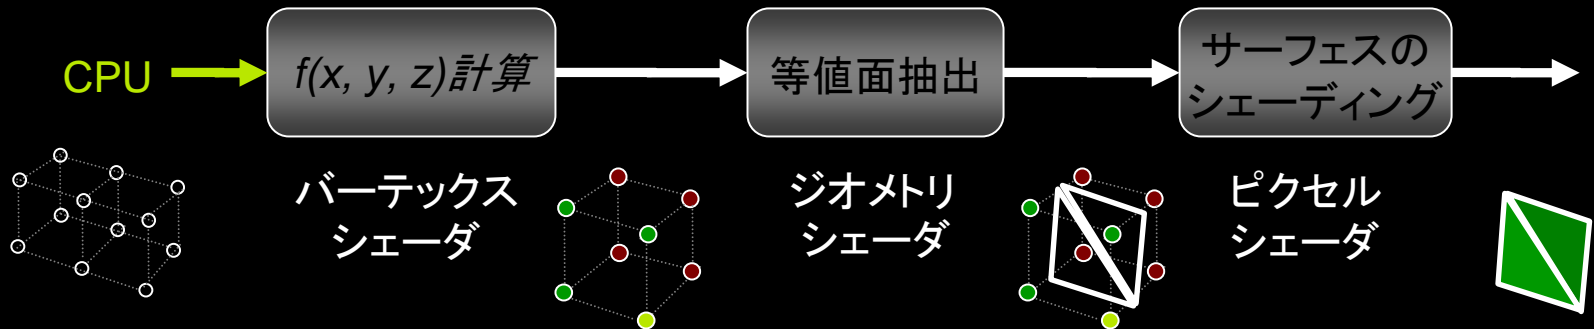 CPU
f(x, y, z)計算
等値面抽出
サーフェスの
シェーディング
バーテックス
シェーダ
ジオメトリ
シェーダ
ピクセル
シェーダ